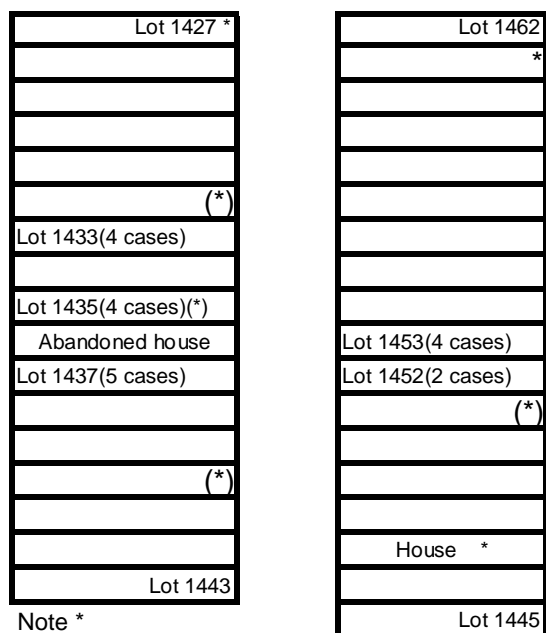 Lot 1427 *
(*)
Lot 1433(4 cases)
Lot 1435(4 cases)(*)
Abandoned house
Lot 1437(5 cases)
(*)
Lot 1443
Note *
Lot 1462
*
Lot 1453(4 cases)
Lot 1452(2 cases)
(*)
House *
Lot 1445